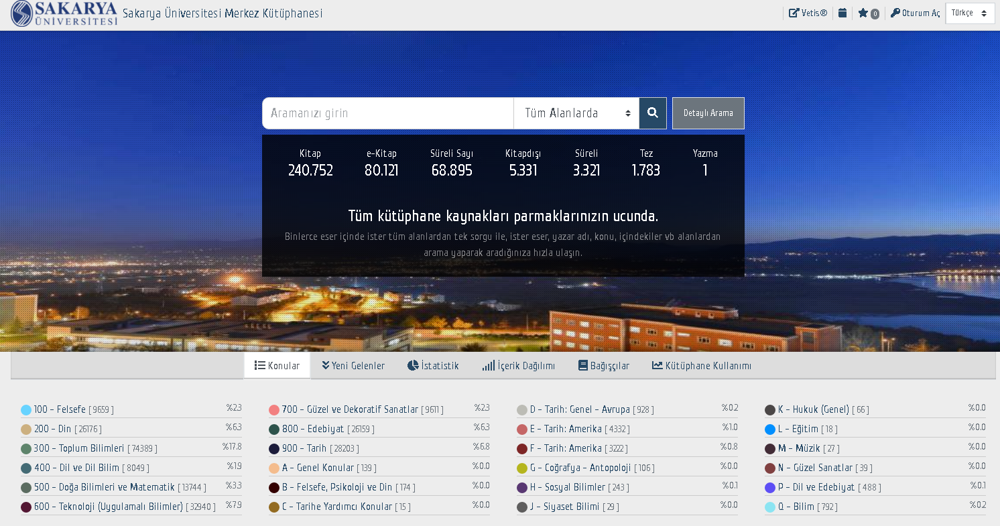 SAKARYA
ÜNİVERSİTESİ
Sakarya Üniversitesi Merkez Kütüphanesi
Vetis®
0
Oturum Aç
Türkçe
Aramanızı girin
Tüm Alanlarda
Detaylı Arama
Kitap e-Kitap Süreli Sayı Kitapdışı Süreli Tez Yazma
240.752 80.121 68.895 5.331 3.321 1.783 1
Tüm kütüphane kaynakları parmaklarınızın ucunda.
Binlerce eser içinde ister tüm alanlardan tek sorgu ile, ister eser, yazar adı, konu, içindekiler vb alanlardan
arama yaparak aradığınıza hızla ulaşın.
Konular Yeni Gelenler İstatistik İçerik Dağılımı Bağışçılar Kütüphane Kullanımı
100 - Felsefe [ 9659 ] %2.3
200 - Din [ 26176 ] %6.3
300 - Toplum Bilimleri [ 74389 ] %17.8
400 - Dil ve Dil Bilim [ 8049 ] %1.9
500 - Doğa Bilimleri ve Matematik [ 13744 ] %3.3
600 - Teknoloji (Uygulamalı Bilimler) [ 32940 ] %7.9
700 - Güzel ve Dekoratif Sanatlar [ 9611 ] %2.3
800 - Edebiyat [ 26159 ] %6.3
900 - Tarih [ 28203 ] %6.8
A - Genel Konular [ 139 ] %0.0
B - Felsefe, Psikoloji ve Din [ 174 ] %0.0
C - Tarihe Yardımcı Konular [ 15 ] %0.0
D - Tarih: Genel - Avrupa [ 928 ] %0.2
E - Tarih: Amerika [ 4332 ] %1.0
F - Tarih: Amerika [ 3222 ] %0.8
G - Coğrafya - Antopoloji [ 106 ] %0.0
H - Sosyal Bilimler [ 243 ] %0.1
J - Siyaset Bilimi [ 29 ] %0.0
K - Hukuk (Genel) [ 66 ] %0.0
L - Eğitim [ 18 ] %0.0
M - Müzik [ 27 ] %0.0
N - Güzel Sanatlar [ 39 ] %0.0
P - Dil ve Edebiyat [ 488 ] %0.1
Q - Bilim [ 792 ] %0.2